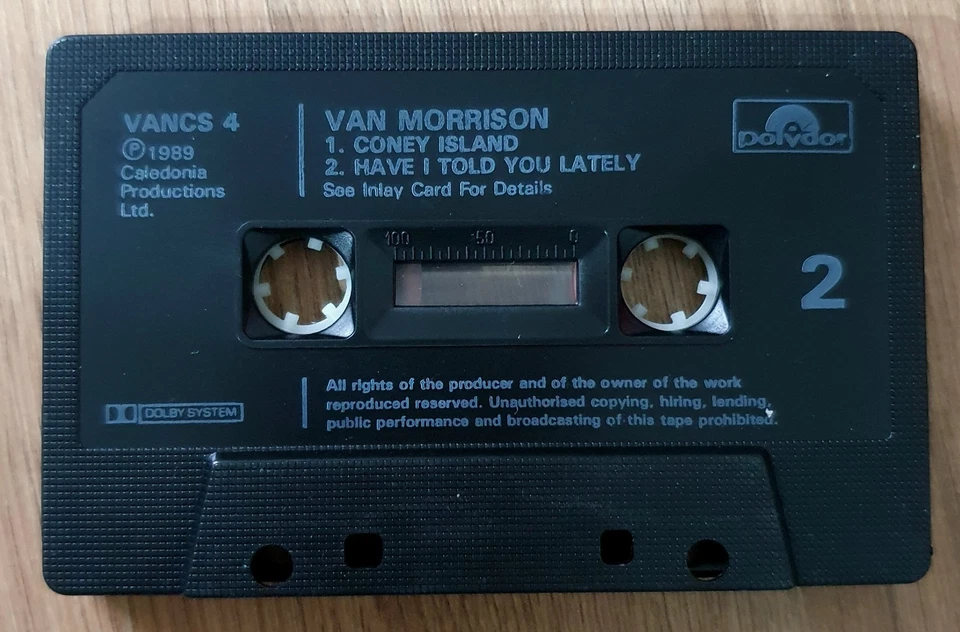 VANCS 4
Ⓟ 1989
Caledonia
Productions
Ltd.
VAN MORRISON
1. CONEY ISLAND
2. HAVE I TOLD YOU LATELY
See Inlay Card For Details
polydor
100 50 0
2
DOLBY SYSTEM
All rights of the producer and of the owner of the work
reproduced reserved. Unauthorised copying, hiring, lending,
public performance and broadcasting of this tape prohibited.